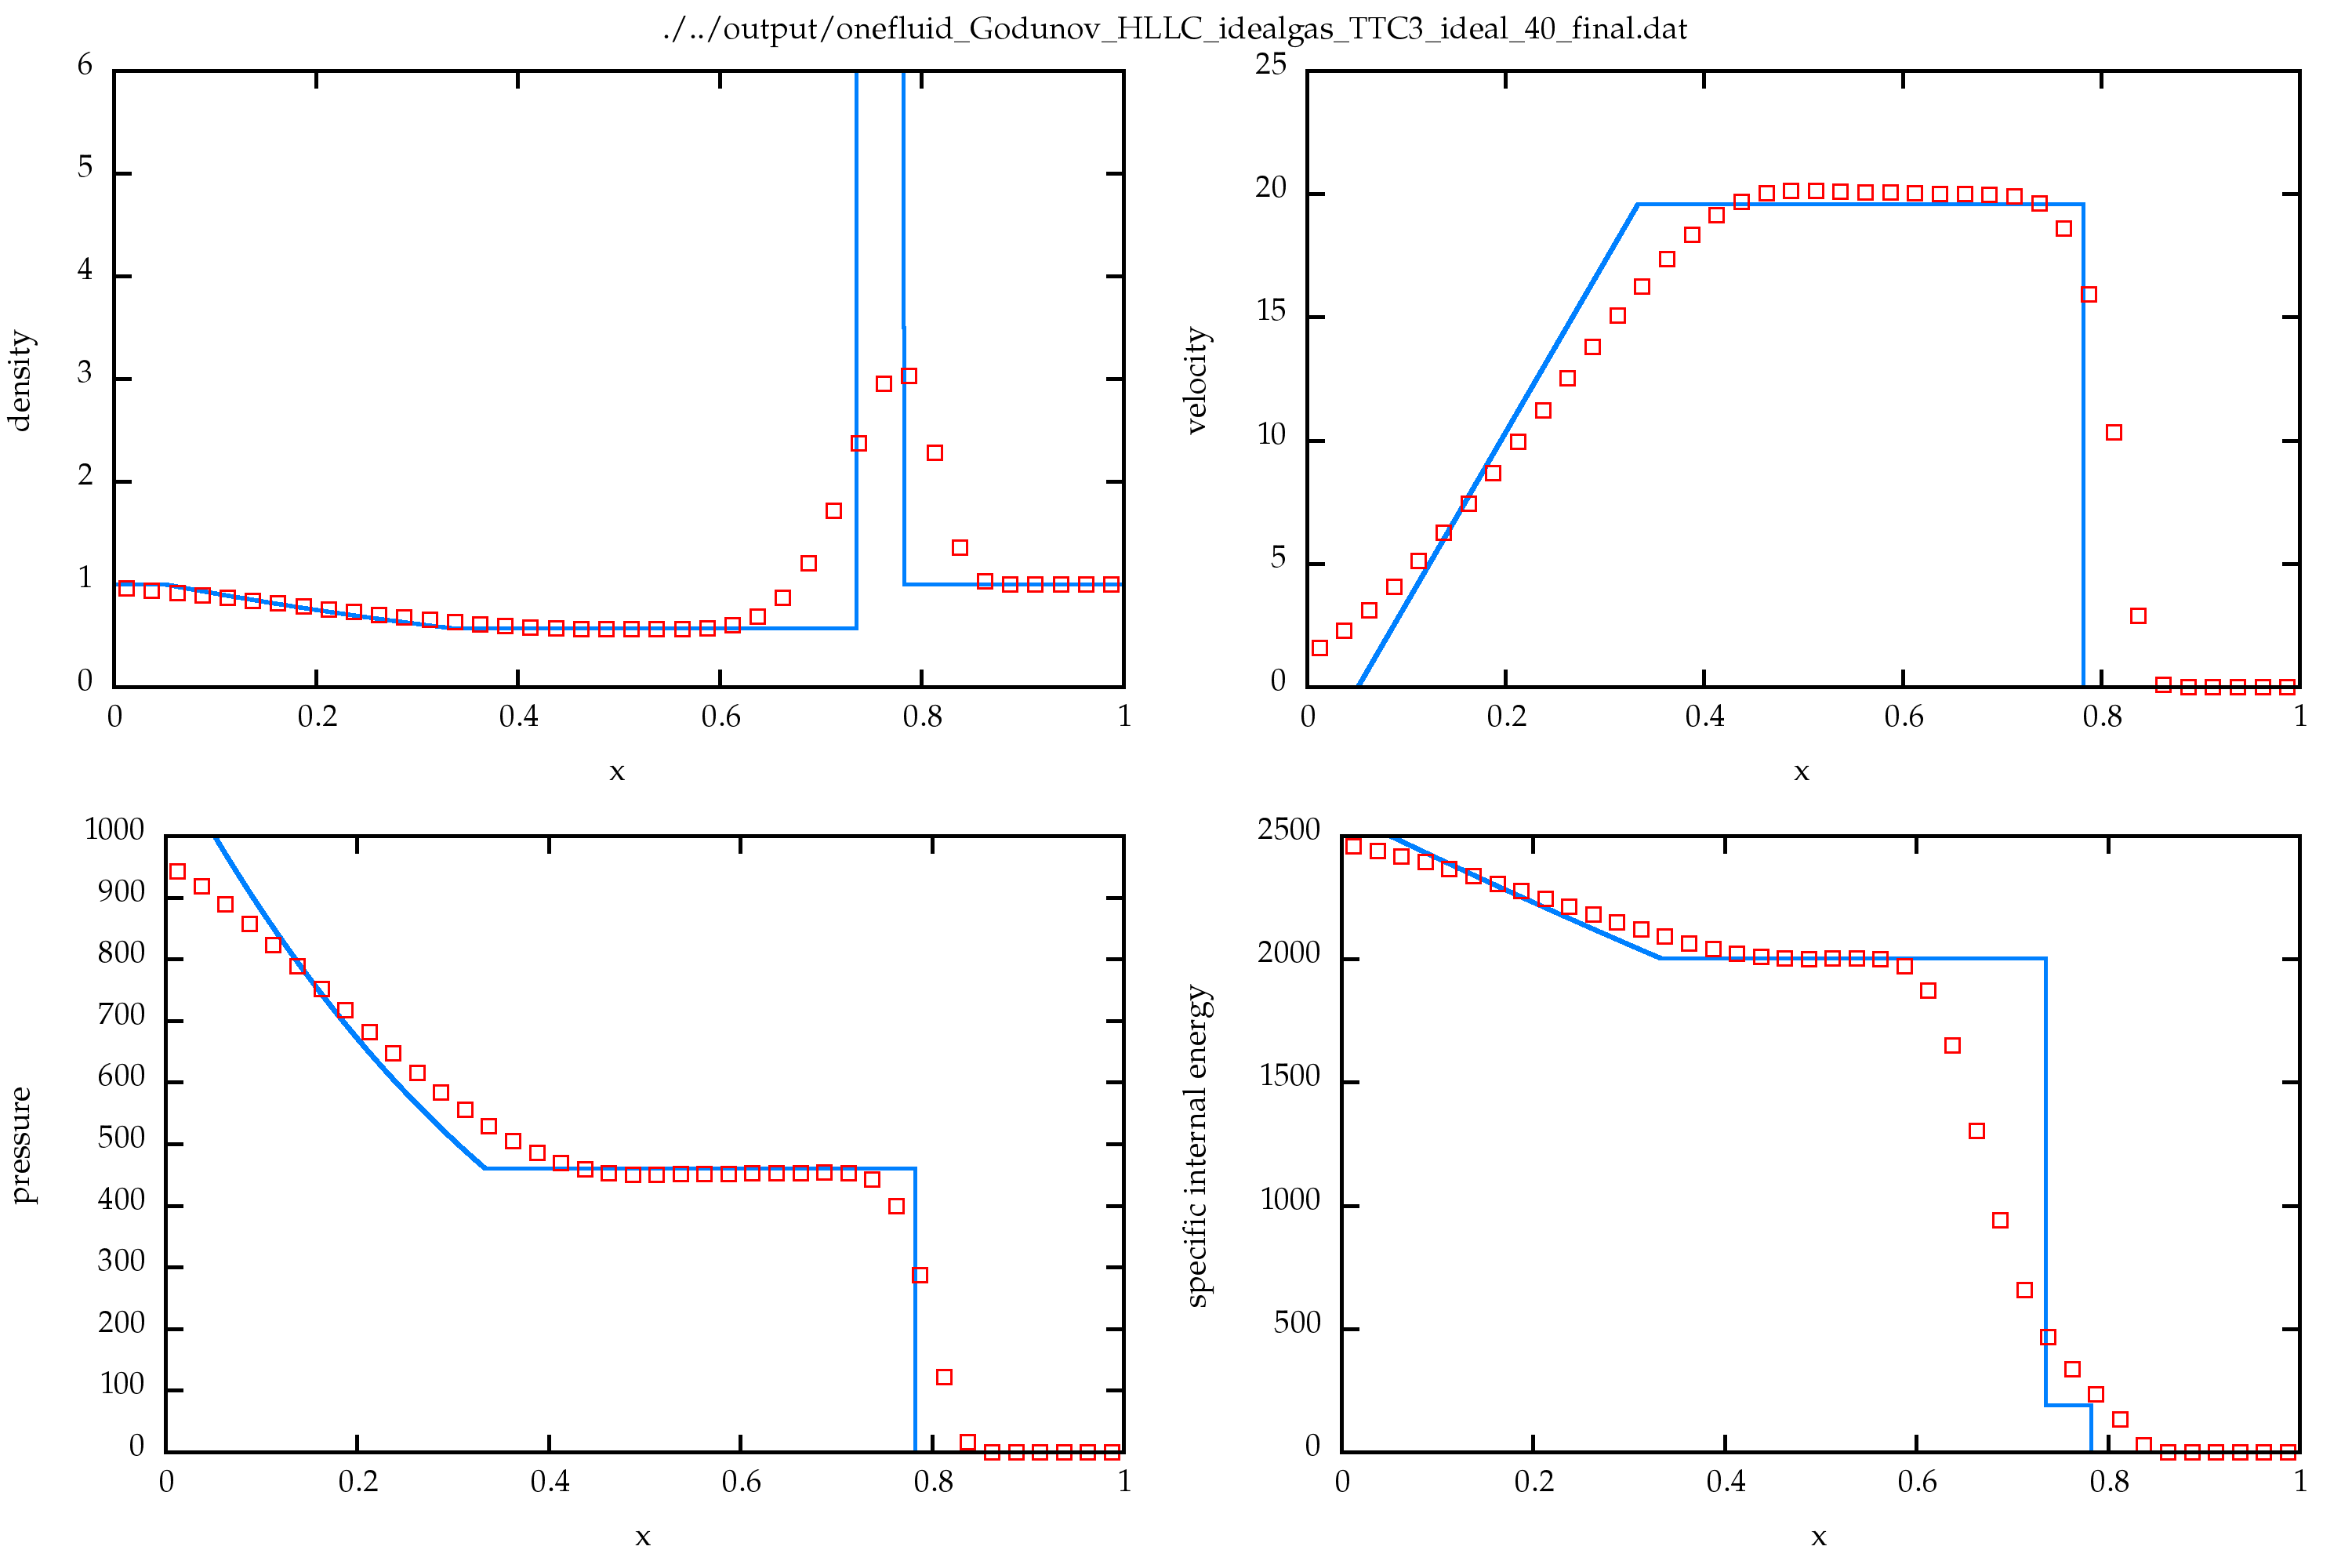 ./../output/onefluid_Godunov_HLLC_idealgas_TTC3_ideal_40_final.dat
6
5
4
3
2
1
0
density
0 0.2 0.4 0.6 0.8 1
x
25
20
15
10
5
0
velocity
0 0.2 0.4 0.6 0.8 1
x
1000
900
800
700
600
500
400
300
200
100
0
pressure
0 0.2 0.4 0.6 0.8 1
x
2500
2000
1500
1000
500
0
specific internal energy
0 0.2 0.4 0.6 0.8 1
x